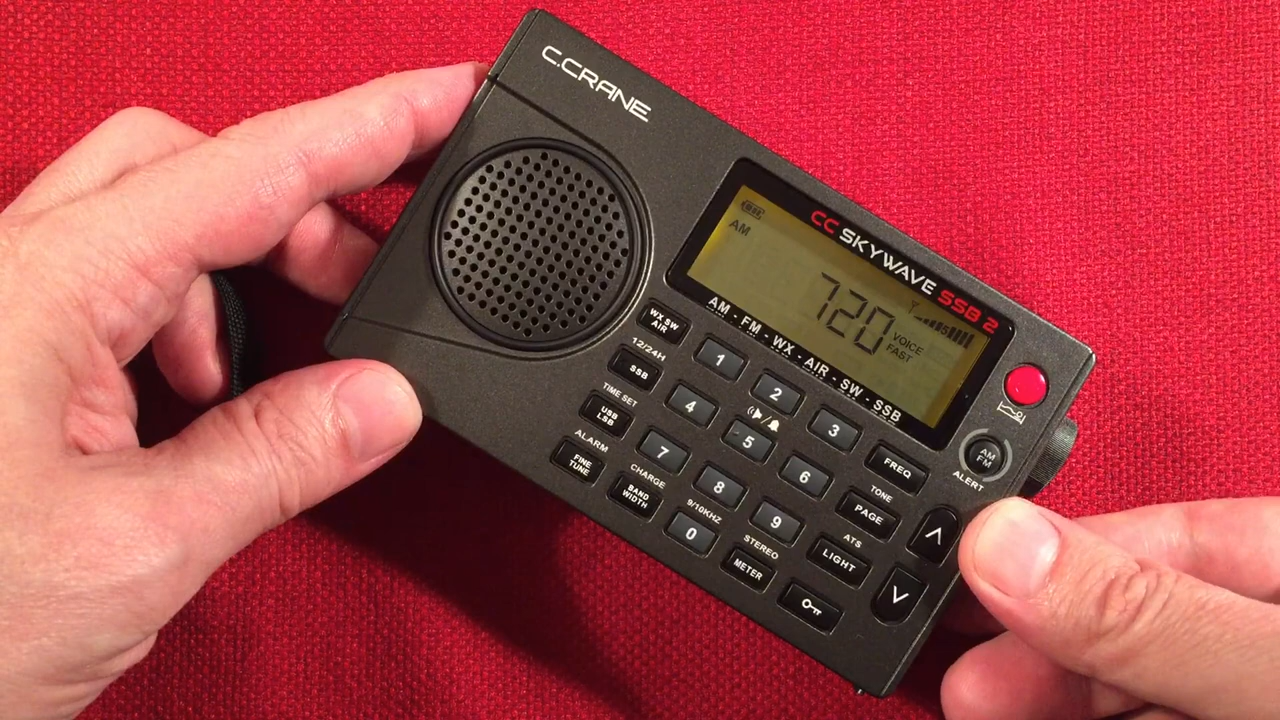 C.CRANE
CC SKYWAVE SSB 2
AM
720
VOICE
FAST
AM - FM - WX - AIR - SW - SSB
WX SW
AIR
1
2
3
FREQ
12/24H
SSB
4
5
6
TONE
PAGE
TIME SET
USB
LSB
7
8
9
ATS
LIGHT
ALARM
FINE
TUNE
CHARGE
BAND
WIDTH
9/10KHZ
0
STEREO
METER
AM
FM
ALERT